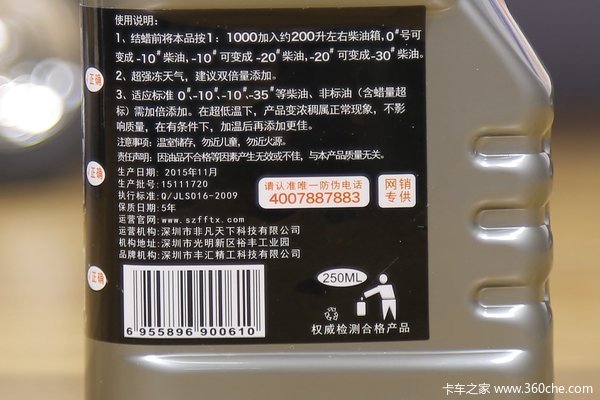 使用说明：
1、结蜡前将本品按1：1000加入约200升左右柴油箱，0#号可
变成-10#柴油，-10#可变成-20#柴油，-20#可变成-30#柴油。
2、超强冻天气，建议双倍量添加。
3、适应标准 0#、-10#、-10#、-35#等柴油、非标油（含蜡量超
标）需加倍添加。在超低温下，产品变浓稠属正常现象，不影
响质量，在有条件下，加温后再添加更佳。
注意事项：温室储存，勿近儿童，勿近火源。
责任声明：因油品不合格等因素产生无效或不佳，与本产品质量无关。
生产日期：2015年11月
生产批号：15111720
执行标准：Q/JLS016-2009
保质日期：5年
运营官网：www.szfftx.com
运营机构：深圳市非凡天下科技有限公司
机构地址：深圳市光明新区裕丰工业园
品牌机构：深圳市丰汇精工科技有限公司
请认准唯一防伪电话
4007887883
网销
专供
正确
正确
正确
250ML
6 955896 900610
权威检测合格产品
卡车之家 www.360che.com